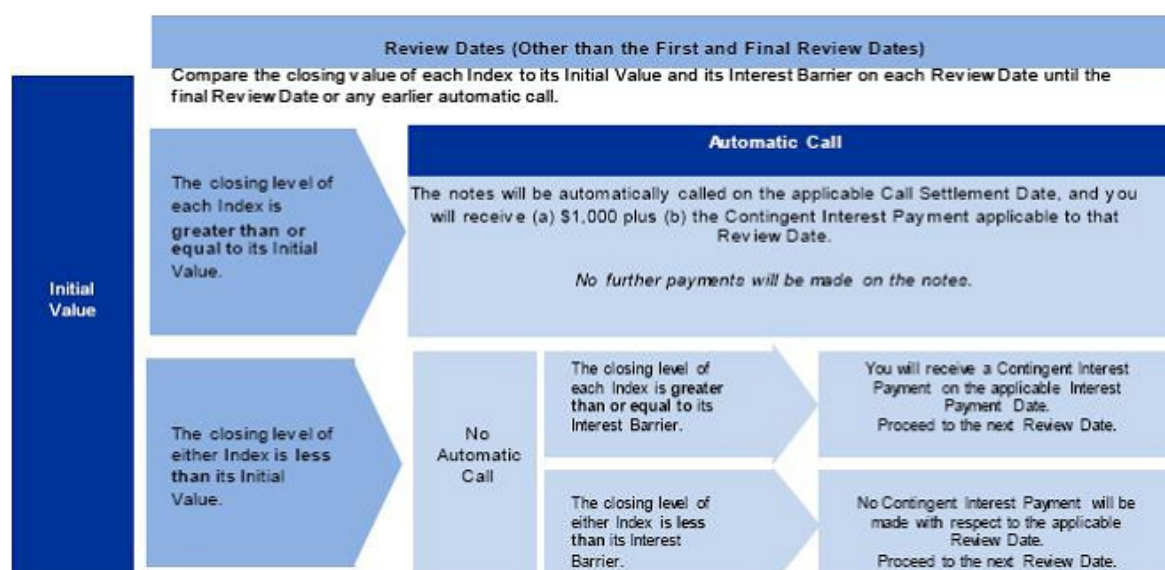 Review Dates (Other than the First and Final Review Dates)
Compare the closing value of each Index to its Initial Value and its Interest Barrier on each Review Date until the
final Review Date or any earlier automatic call.
Initial
Value
The closing level of
each Index is
greater than or
equal to its Initial
Value.
Automatic Call
The notes will be automatically called on the applicable Call Settlement Date, and you
will receive (a) $1,000 plus (b) the Contingent Interest Payment applicable to that
Review Date.
No further payments will be made on the notes.
The closing level of
either Index is less
than its Initial
Value.
No
Automatic
Call
The closing level of
each Index is greater
than or equal to its
Interest Barrier.
You will receive a Contingent Interest
Payment on the applicable Interest
Payment Date.
Proceed to the next Review Date.
The closing level of
either Index is less
than its Interest
Barrier.
No Contingent Interest Payment will be
made with respect to the applicable
Review Date.
Proceed to the next Review Date.